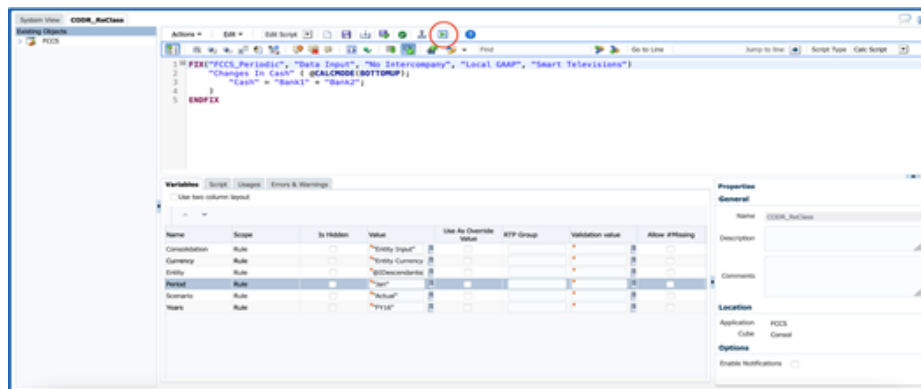 System View CODR_ReClass
Existing Objects
FCCS
Actions Edit Edit Script
Find Go to Line Jump to line Script Type Calc Script
1 FIX("FCCS_Periodic", "Data Input", "No Intercompany", "Local GAAP", "Smart Televisions")
2 "Changes In Cash" ( @CALCMODE(BOTTOMUP);
3 "Cash" = "Bank1" + "Bank2";
4 )
5 ENDFIX
Variables Script Usages Errors & Warnings
Use two column layout
Name Scope Is Hidden Value Use As Override Value RTP Group Validation value Allow #Missing
Consolidation Rule "Entity Input"
Currency Rule "Entity Currency
Entity Rule @IDescendants
Period Rule "Jan"
Scenario Rule "Actual"
Years Rule "FY16"
Properties
General
Name CODR_ReClass
Description
Comments
Location
Application FCCS
Cube Consol
Options
Enable Notifications